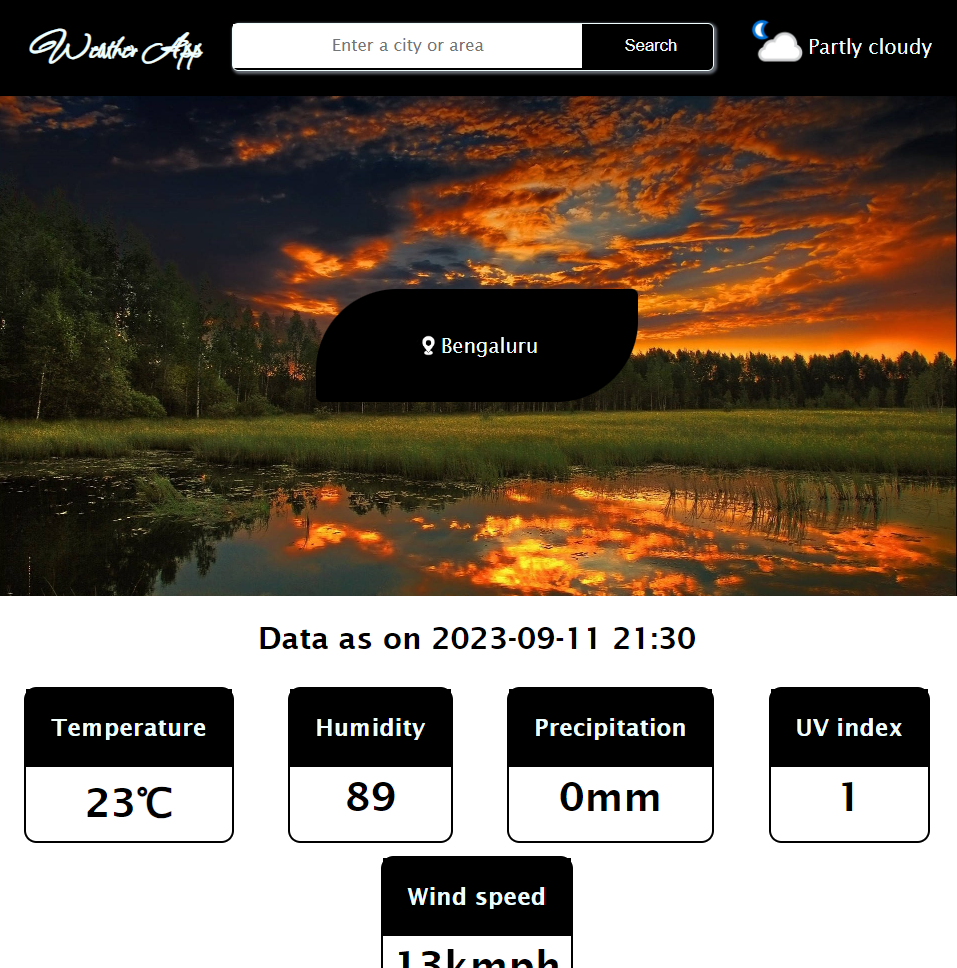 Weather App
Enter a city or area
Search
Partly cloudy
Bengaluru
Data as on 2023-09-11 21:30
Temperature
23℃
Humidity
89
Precipitation
0mm
UV index
1
Wind speed
13kmph